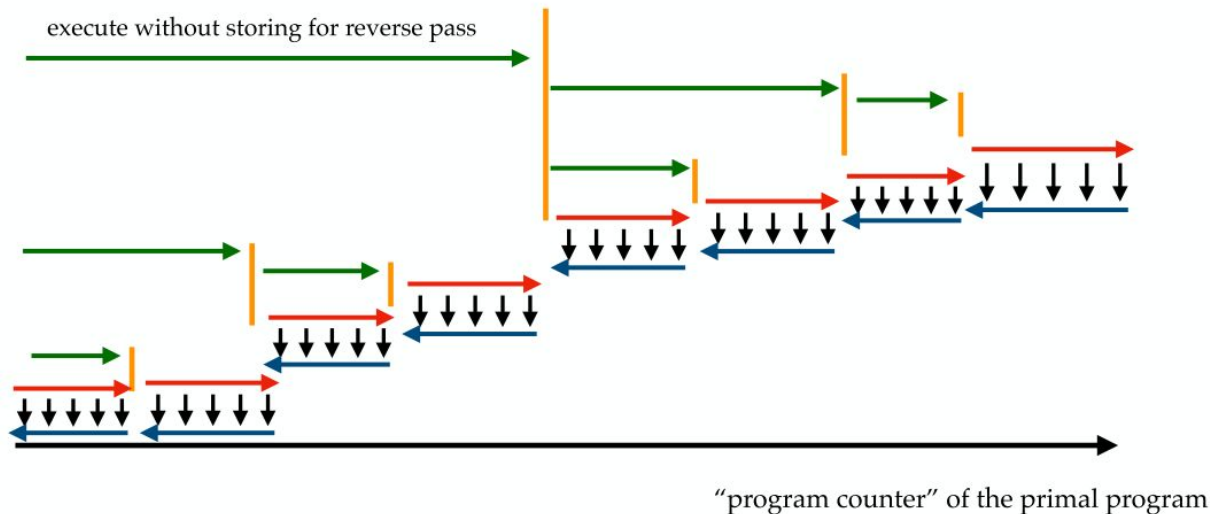 execute without storing for reverse pass
“program counter” of the primal program